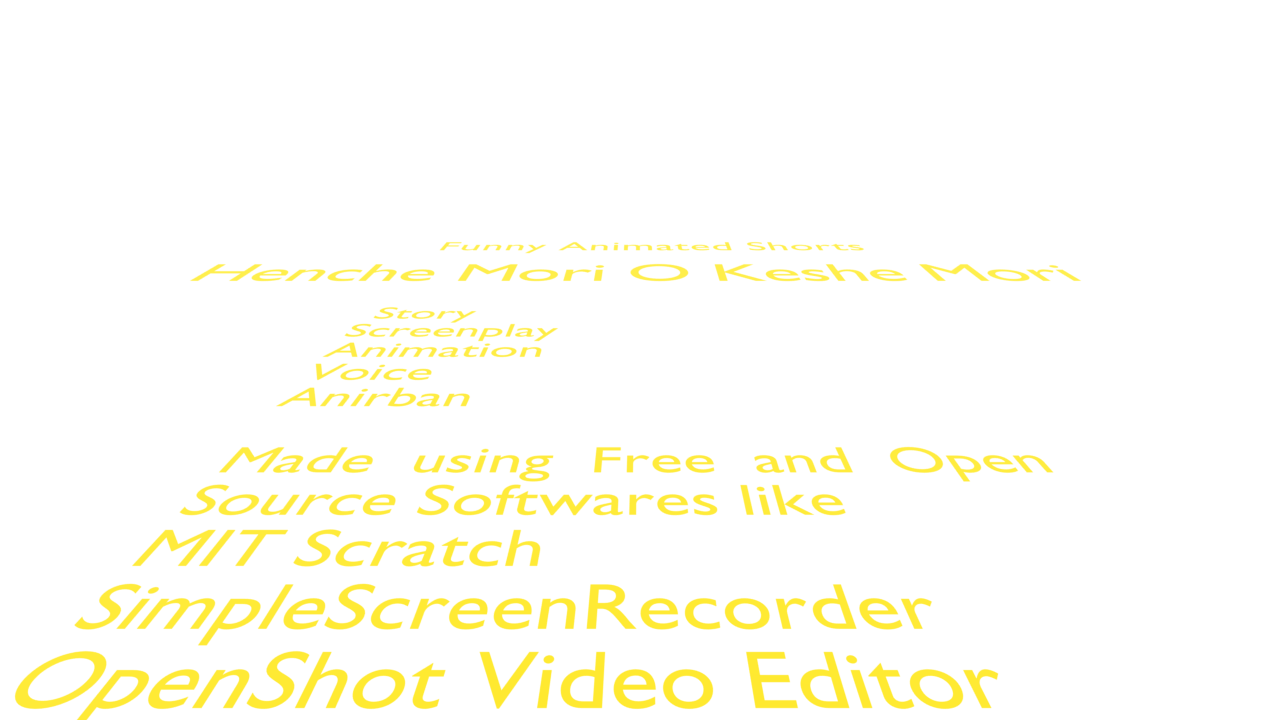 Funny Animated Shorts
Henche Mori O Keshe Mori
Story
Screenplay
Animation
Voice
Anirban
Made using Free and Open
Source Softwares like
MIT Scratch
SimpleScreenRecorder
OpenShot Video Editor